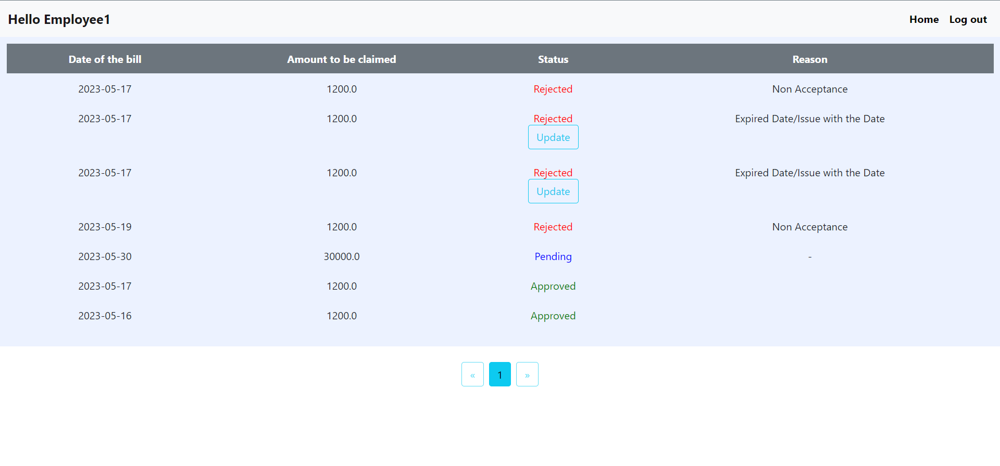 Hello Employee1 Home Log out
Date of the bill Amount to be claimed Status Reason
2023-05-17 1200.0 Rejected Non Acceptance
2023-05-17 1200.0 Rejected Expired Date/Issue with the Date
Update
2023-05-17 1200.0 Rejected Expired Date/Issue with the Date
Update
2023-05-19 1200.0 Rejected Non Acceptance
2023-05-30 30000.0 Pending -
2023-05-17 1200.0 Approved
2023-05-16 1200.0 Approved
« 1 »